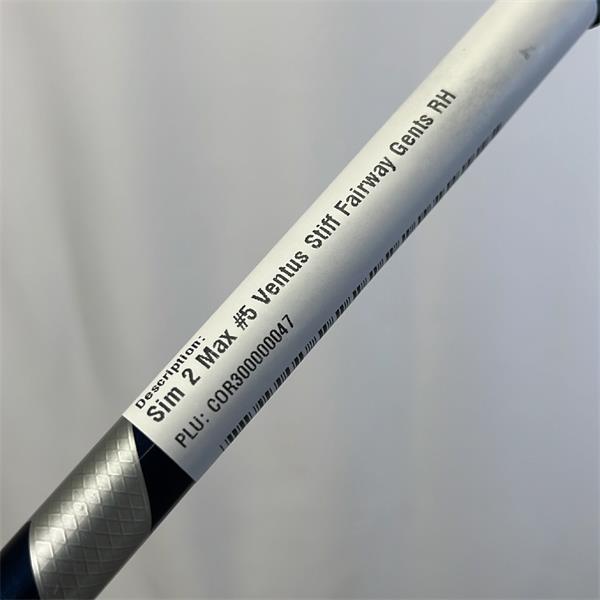 Description:
Sim 2 Max #5 Ventus Stiff Fairway Gents RH
PLU: COR300000047